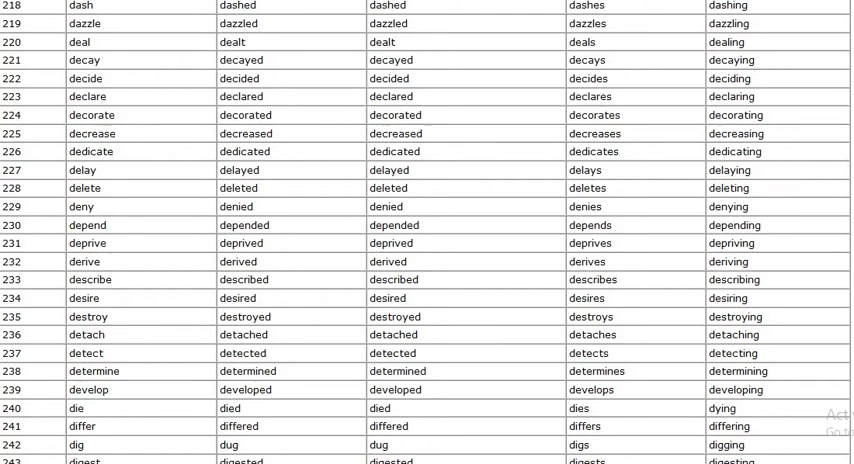 218 dash dashed dashed dashes dashing
219 dazzle dazzled dazzled dazzles dazzling
220 deal dealt dealt deals dealing
221 decay decayed decayed decays decaying
222 decide decided decided decides deciding
223 declare declared declared declares declaring
224 decorate decorated decorated decorates decorating
225 decrease decreased decreased decreases decreasing
226 dedicate dedicated dedicated dedicates dedicating
227 delay delayed delayed delays delaying
228 delete deleted deleted deletes deleting
229 deny denied denied denies denying
230 depend depended depended depends depending
231 deprive deprived deprived deprives depriving
232 derive derived derived derives deriving
233 describe described described describes describing
234 desire desired desired desires desiring
235 destroy destroyed destroyed destroys destroying
236 detach detached detached detaches detaching
237 detect detected detected detects detecting
238 determine determined determined determines determining
239 develop developed developed develops developing
240 die died died dies dying
241 differ differed differed differs differing
242 dig dug dug digs digging
243 digest digested digested digests digesting
Go to